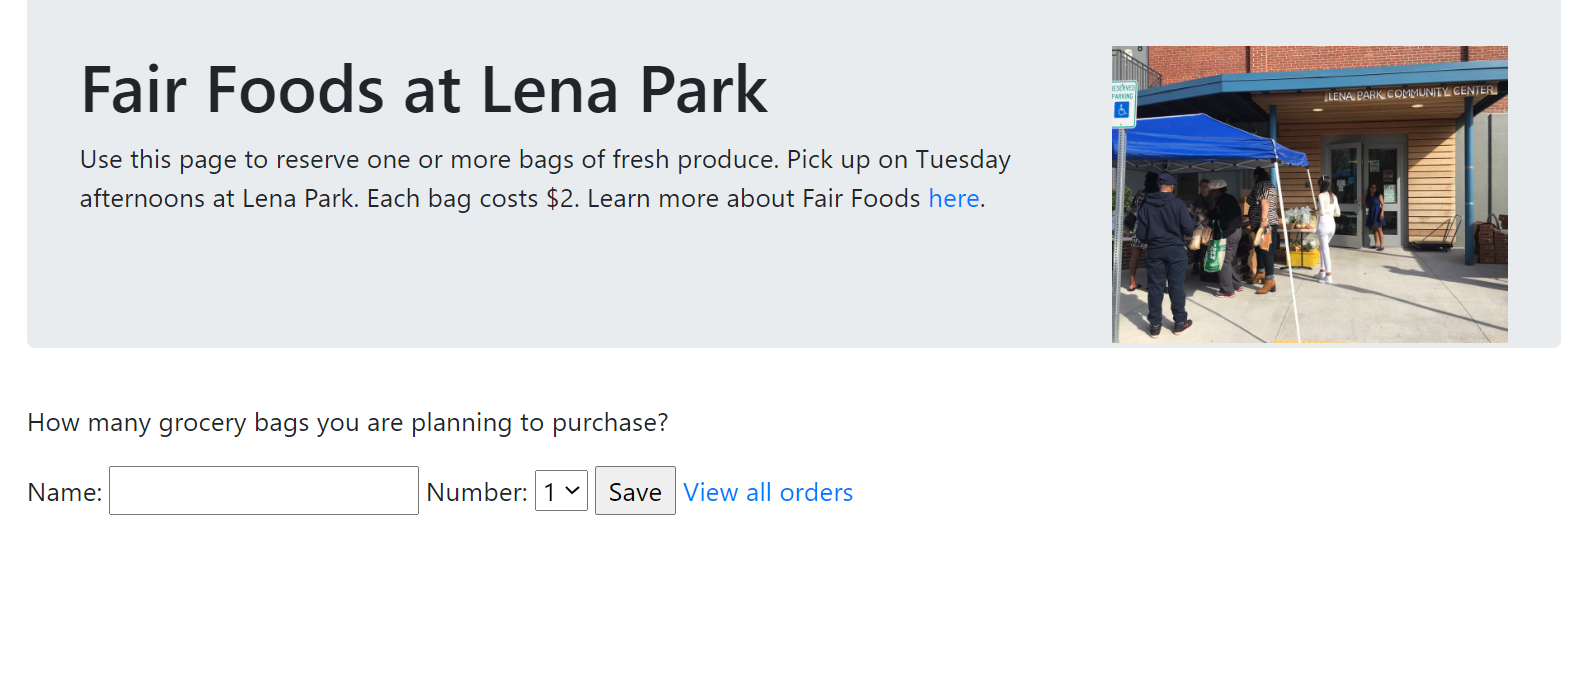 Fair Foods at Lena Park
Use this page to reserve one or more bags of fresh produce. Pick up on Tuesday
afternoons at Lena Park. Each bag costs $2. Learn more about Fair Foods here.
LENA PARK COMMUNITY CENTER
RESERVED
PARKING
How many grocery bags you are planning to purchase?
Name: Number: 1 Save View all orders